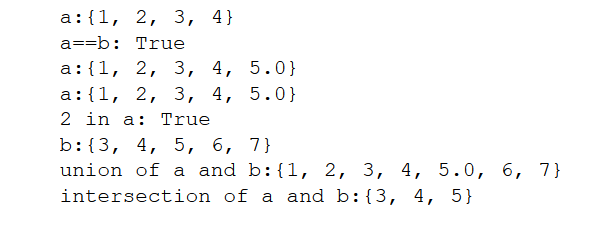 a:{1, 2, 3, 4}
a==b: True
a:{1, 2, 3, 4, 5.0}
a:{1, 2, 3, 4, 5.0}
2 in a: True
b:{3, 4, 5, 6, 7}
union of a and b:{1, 2, 3, 4, 5.0, 6, 7}
intersection of a and b:{3, 4, 5}